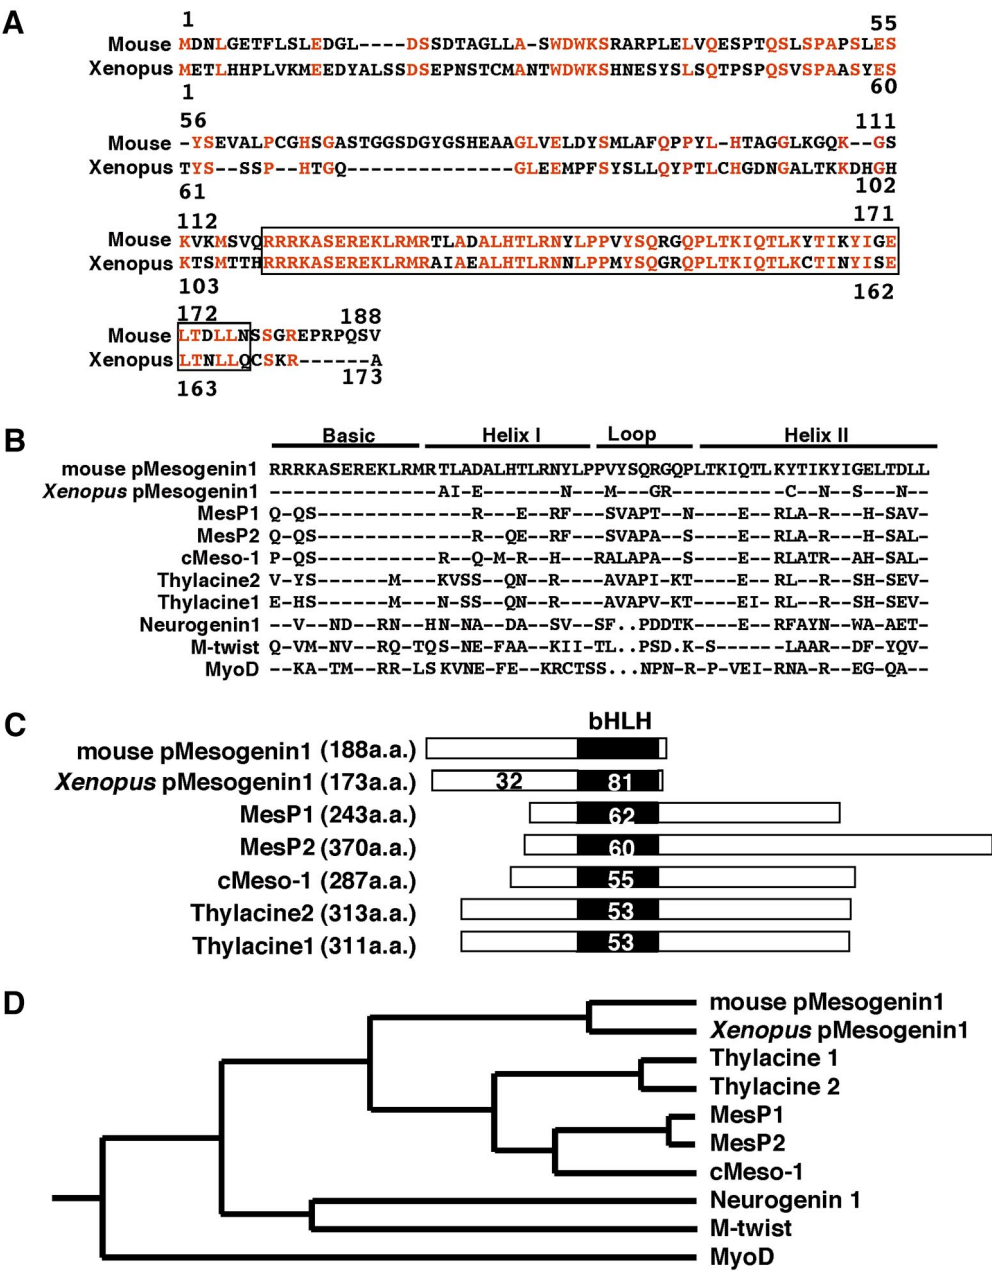 A
1 55
Mouse MDNLGETFLSLEDGL----DSSDTAGLLA-SWDWKSRARPLELVQESPTQSLSPAPSLES
Xenopus METLHHPLVKMEEDYALSSDSEPNSTCMANTWDWKSHNESYSLSQTPSPQSVSPAASYES
1 60
56 111
Mouse -YSEVALPCGHSGASTGGSDGYGSHEAAGLVELDYSMLAFQPPYL-HTAGGLKGQK--GS
Xenopus TYS--SSP--HTGQ--------------GLEEMPFSYSLLQYPTLCHGDNGALTKKDHGH
61 102
112 171
Mouse KVKMSVQRRRKASEREKLRMRTLADALHTLRNYLPPVYSQRGQPLTKIQTLKYTIKYIGE
Xenopus KTSMTTHRRRKASEREKLRMRAIAEALHTLRNNLPPMYSQGRQPLTKIQTLKCTINYISE
103 162
172 188
Mouse LTDLLNSSGREPRPQSV
Xenopus LTNLLQCSKR------A
163 173
B
Basic Helix I Loop Helix II
mouse pMesogenin1 RRRKASEREKLRMRTLADALHTLRNYLPPVYSQRGQPLTKIQTLKYTIKYIGELTDLL
Xenopus pMesogenin1 --------------AI-E-------N---M---GR----------C--N--S---N--
MesP1 Q-QS-------------R---E--RF---SVAPT--N----E--RLA-R---H-SAV-
MesP2 Q-QS-------------R--QE--RF---SVAPA--S----E--RLA-R---H-SAL-
cMeso-1 P-QS----------R--Q-M-R--H---RALAPA--S----E--RLATR--AH-SAL-
Thylacine2 V-YS------M---KVSS--QN--R----AVAPI-KT----E--RL--R--SH-SEV-
Thylacine1 E-HS------M---N-SS--QN--R----AVAPV-KT----EI-RL--R--SH-SEV-
Neurogenin1 --V--ND--RN--HN-NA--DA--SV--SF..PDDTK----E--RFAYN--WA-AET-
M-twist Q-VM-NV--RQ-TQS-NE-FAA--KII-TL..PSD.K-S------LAAR--DF-YQV-
MyoD --KA-TM--RR-LSKVNE-FE--KRCTSS...NPN-R-P-VEI-RNA-R--EG-QA--
C
bHLH
mouse pMesogenin1 (188a.a.)
Xenopus pMesogenin1 (173a.a.) 32 81
MesP1 (243a.a.) 62
MesP2 (370a.a.) 60
cMeso-1 (287a.a.) 55
Thylacine2 (313a.a.) 53
Thylacine1 (311a.a.) 53
D
mouse pMesogenin1
Xenopus pMesogenin1
Thylacine 1
Thylacine 2
MesP1
MesP2
cMeso-1
Neurogenin 1
M-twist
MyoD